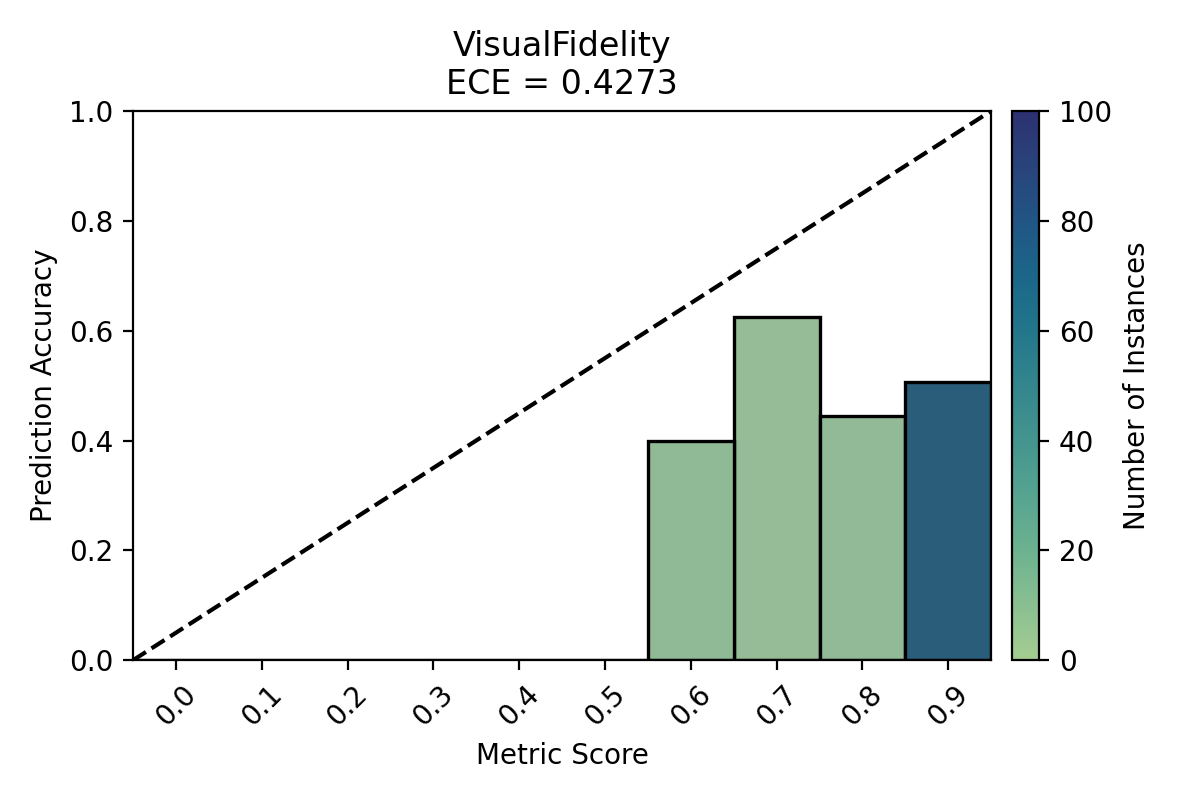 VisualFidelity
ECE = 0.4273
1.0
0.8
0.6
0.4
0.2
0.0
Prediction Accuracy
0.0 0.1 0.2 0.3 0.4 0.5 0.6 0.7 0.8 0.9
Metric Score
100
80
60
40
20
0
Number of Instances